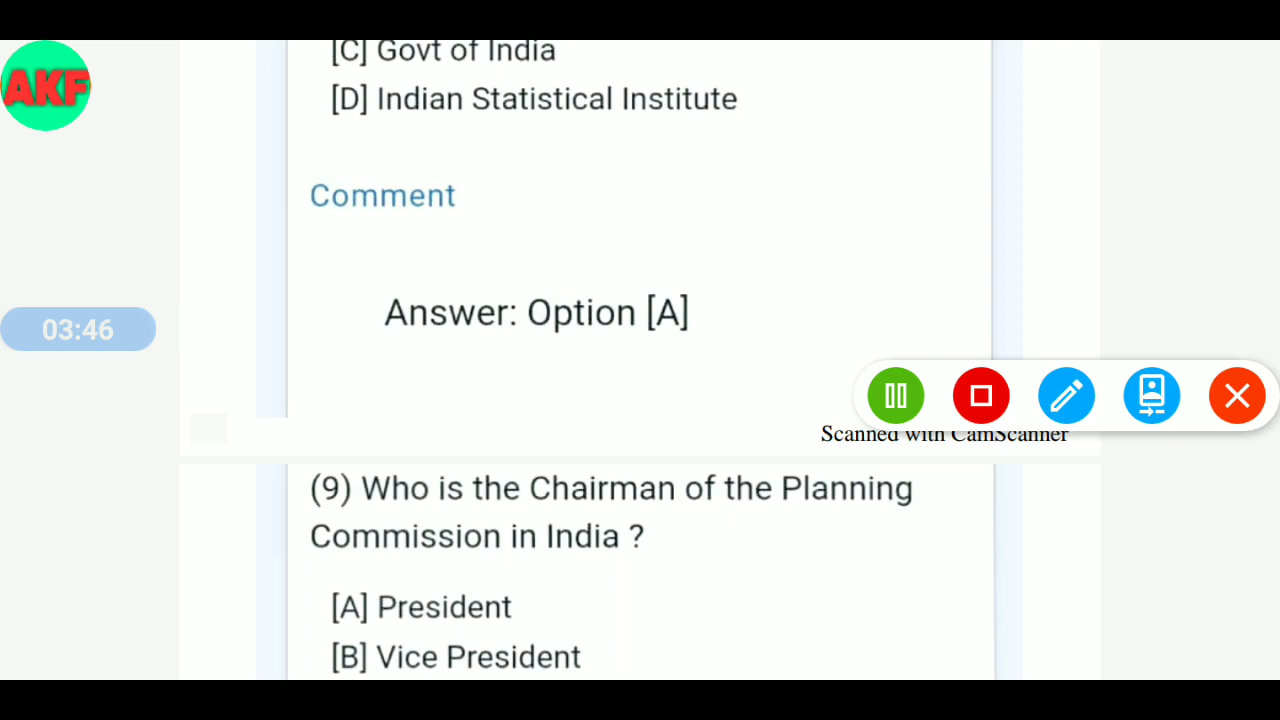 AKF
[C] Govt of India
[D] Indian Statistical Institute
Comment
Answer: Option [A]
03:46
Scanned with CamScanner
(9) Who is the Chairman of the Planning
Commission in India ?
[A] President
[B] Vice President